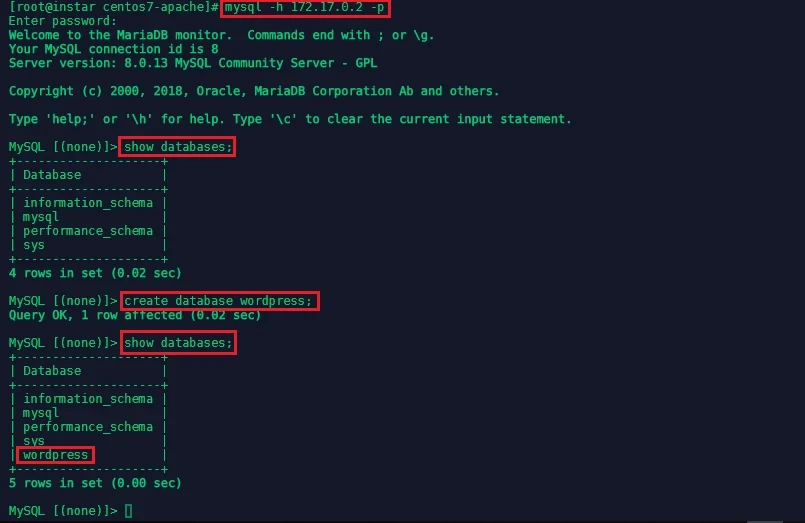 [root@instar centos7-apache]# mysql -h 172.17.0.2 -p
Enter password:
Welcome to the MariaDB monitor.  Commands end with ; or \g.
Your MySQL connection id is 8
Server version: 8.0.13 MySQL Community Server - GPL

Copyright (c) 2000, 2018, Oracle, MariaDB Corporation Ab and others.

Type 'help;' or '\h' for help. Type '\c' to clear the current input statement.

MySQL [(none)]> show databases;
+--------------------+
| Database           |
+--------------------+
| information_schema |
| mysql              |
| performance_schema |
| sys                |
+--------------------+
4 rows in set (0.02 sec)

MySQL [(none)]> create database wordpress;
Query OK, 1 row affected (0.02 sec)

MySQL [(none)]> show databases;
+--------------------+
| Database           |
+--------------------+
| information_schema |
| mysql              |
| performance_schema |
| sys                |
| wordpress          |
+--------------------+
5 rows in set (0.00 sec)

MySQL [(none)]>